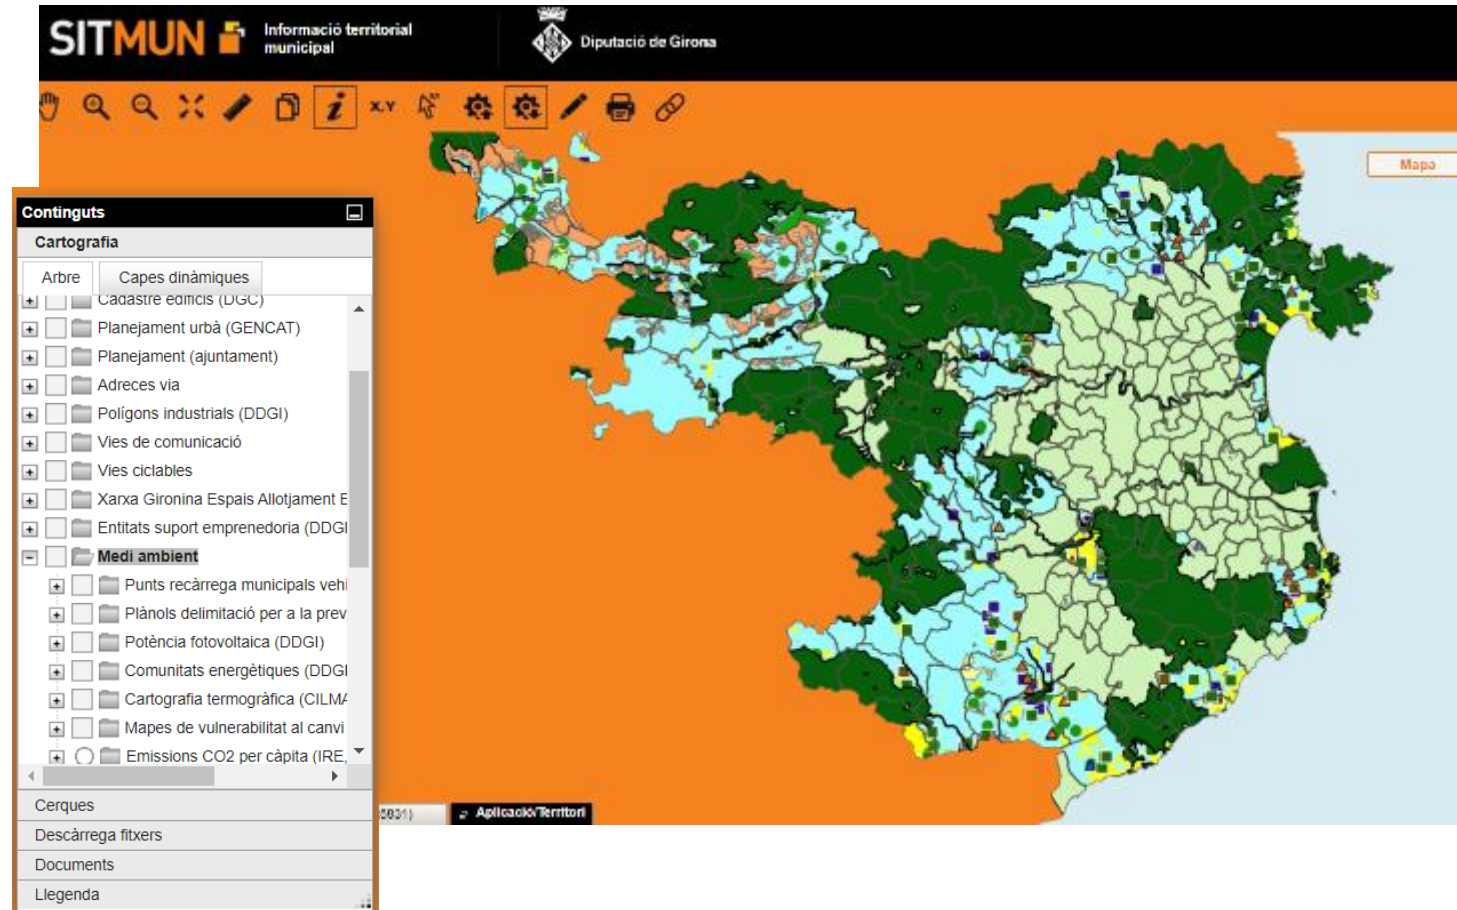 SITMUN
Informació territorial
municipal
Diputació de Girona
X,Y
Mapa
Continguts
Cartografia
Arbre
Capes dinàmiques
Cadastre edificis (DGC)
Planejament urbà (GENCAT)
Planejament (ajuntament)
Adreces via
Polígons industrials (DDGI)
Vies de comunicació
Vies ciclables
Xarxa Gironina Espais Allotjament E
Entitats suport emprenedoria (DDGI
Medi ambient
Punts recàrrega municipals vehi
Plànols delimitació per a la prev
Potència fotovoltaica (DDGI)
Comunitats energètiques (DDGI
Cartografia termogràfica (CILMA
Mapes de vulnerabilitat al canvi
Emissions CO2 per càpita (IRE,
Cerques
Descàrrega fitxers
Documents
Llegenda
5831)
Aplicació/Territori